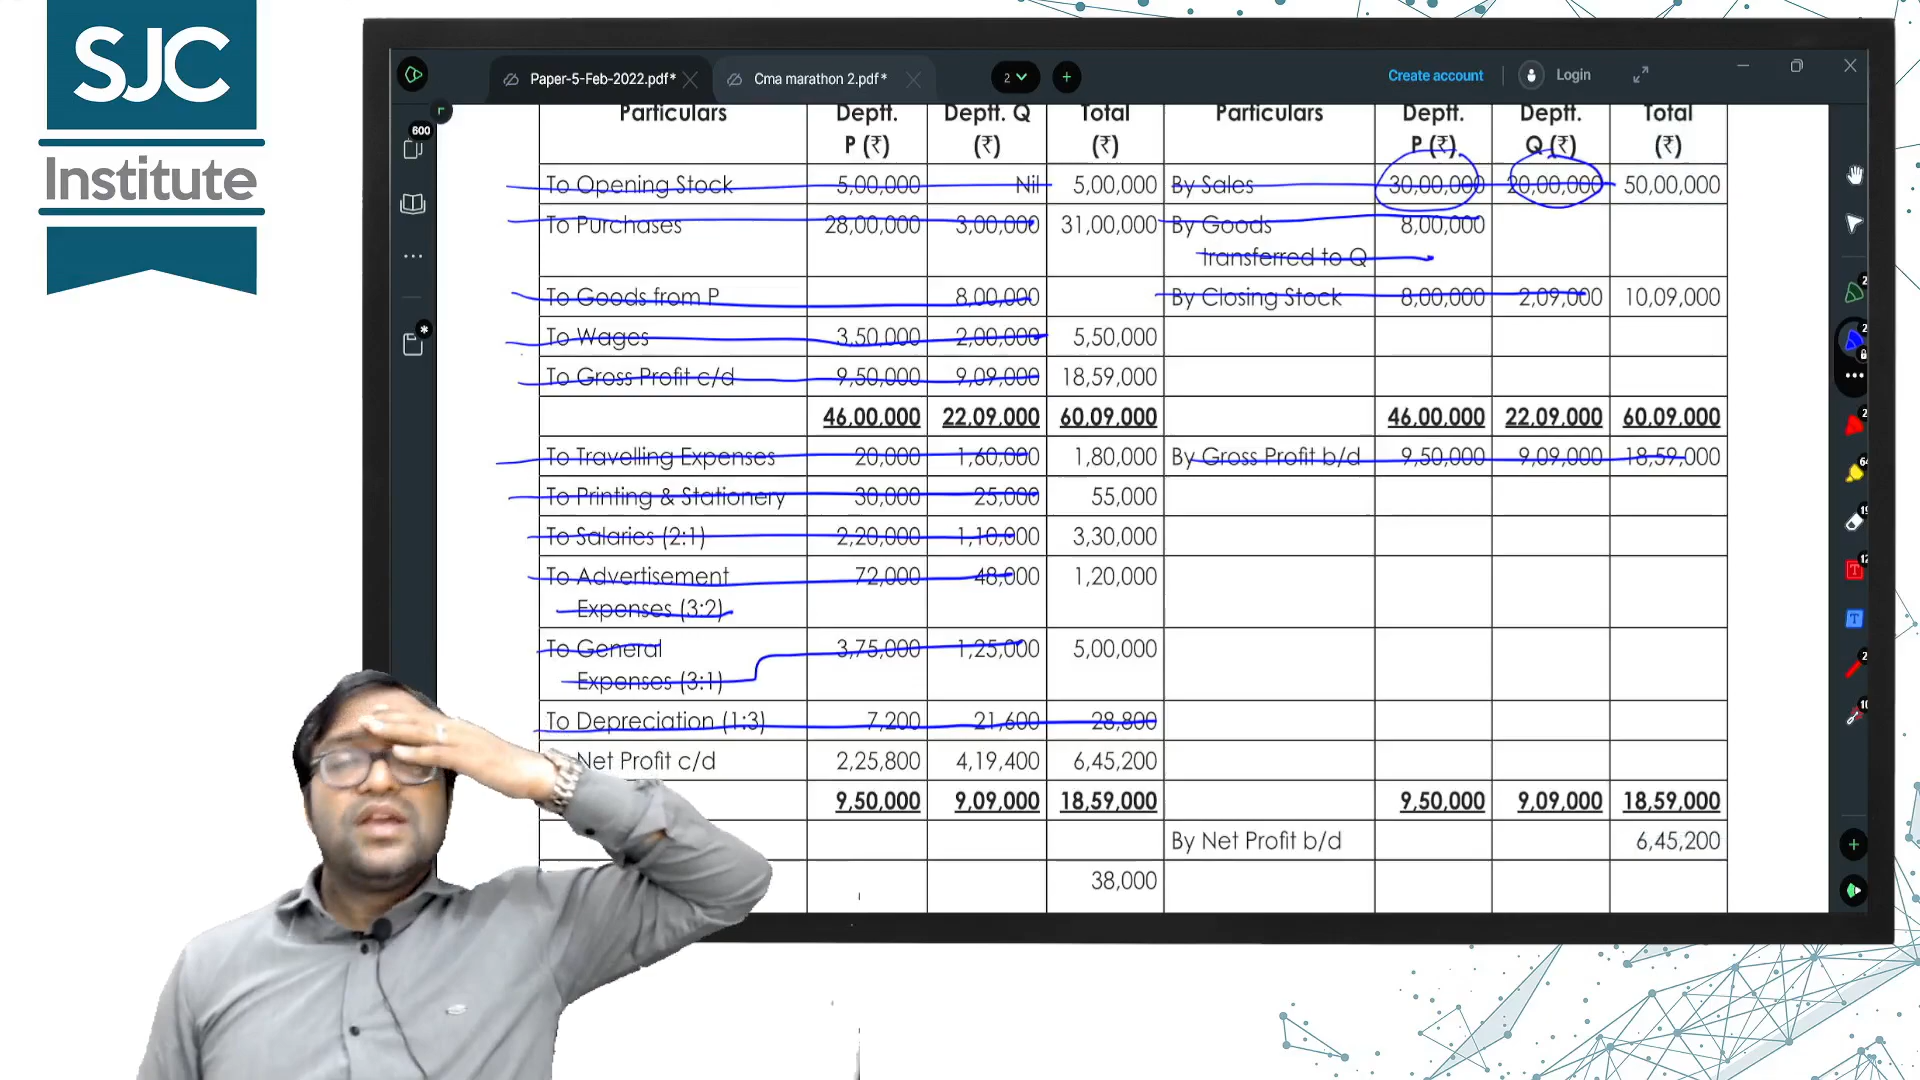 SJC
Institute
Paper-5-Feb-2022.pdf*
Cma marathon 2.pdf*
2
Create account
Login
600
Particulars Deptt. P (₹) Deptt. Q (₹) Total (₹) Particulars Deptt. P (₹) Deptt. Q (₹) Total (₹)
To Opening Stock 5,00,000 Nil 5,00,000 By Sales 30,00,000 20,00,000 50,00,000
To Purchases 28,00,000 3,00,000 31,00,000 By Goods 8,00,000
transferred to Q
To Goods from P 8,00,000 By Closing Stock 8,00,000 2,09,000 10,09,000
To Wages 3,50,000 2,00,000 5,50,000
To Gross Profit c/d 9,50,000 9,09,000 18,59,000
46,00,000 22,09,000 60,09,000 46,00,000 22,09,000 60,09,000
To Travelling Expenses 20,000 1,60,000 1,80,000 By Gross Profit b/d 9,50,000 9,09,000 18,59,000
To Printing & Stationery 30,000 25,000 55,000
To Salaries (2:1) 2,20,000 1,10,000 3,30,000
To Advertisement 72,000 48,000 1,20,000
Expenses (3:2)
To General 3,75,000 1,25,000 5,00,000
Expenses (3:1)
To Depreciation (1:3) 7,200 21,600 28,800
Net Profit c/d 2,25,800 4,19,400 6,45,200
9,50,000 9,09,000 18,59,000 9,50,000 9,09,000 18,59,000
By Net Profit b/d 6,45,200
38,000